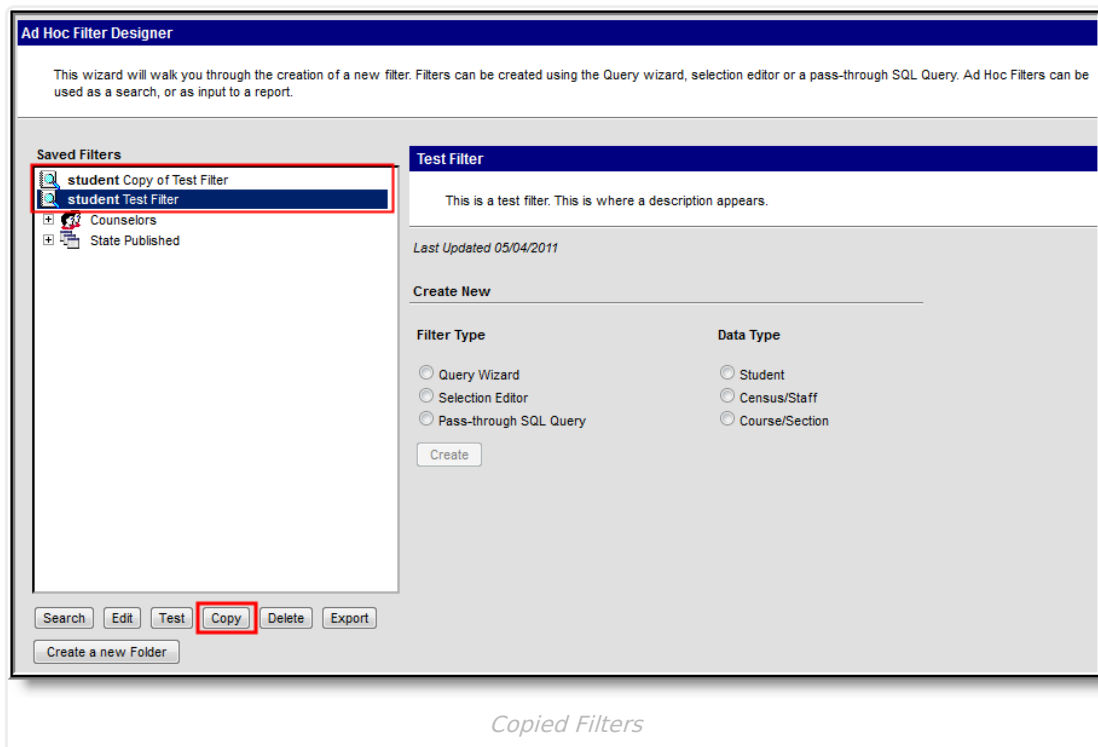 Ad Hoc Filter Designer
This wizard will walk you through the creation of a new filter. Filters can be created using the Query wizard, selection editor or a pass-through SQL Query. Ad Hoc Filters can be
used as a search, or as input to a report.
Saved Filters
student Copy of Test Filter
student Test Filter
Counselors
State Published
Test Filter
This is a test filter. This is where a description appears.
Last Updated 05/04/2011
Create New
Filter Type
Query Wizard
Selection Editor
Pass-through SQL Query
Data Type
Student
Census/Staff
Course/Section
Create
Search Edit Test Copy Delete Export
Create a new Folder
Copied Filters